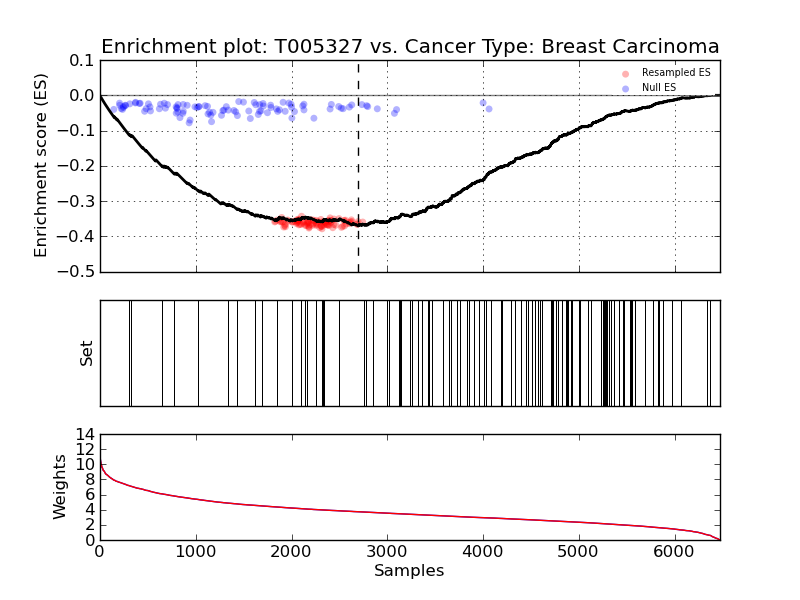 Enrichment plot: T005327 vs. Cancer Type: Breast Carcinoma
0.1
0.0
−0.1
−0.2
−0.3
−0.4
−0.5
Enrichment score (ES)
Resampled ES
Null ES
Set
14
12
10
8
6
4
2
0
Weights
0 1000 2000 3000 4000 5000 6000
Samples